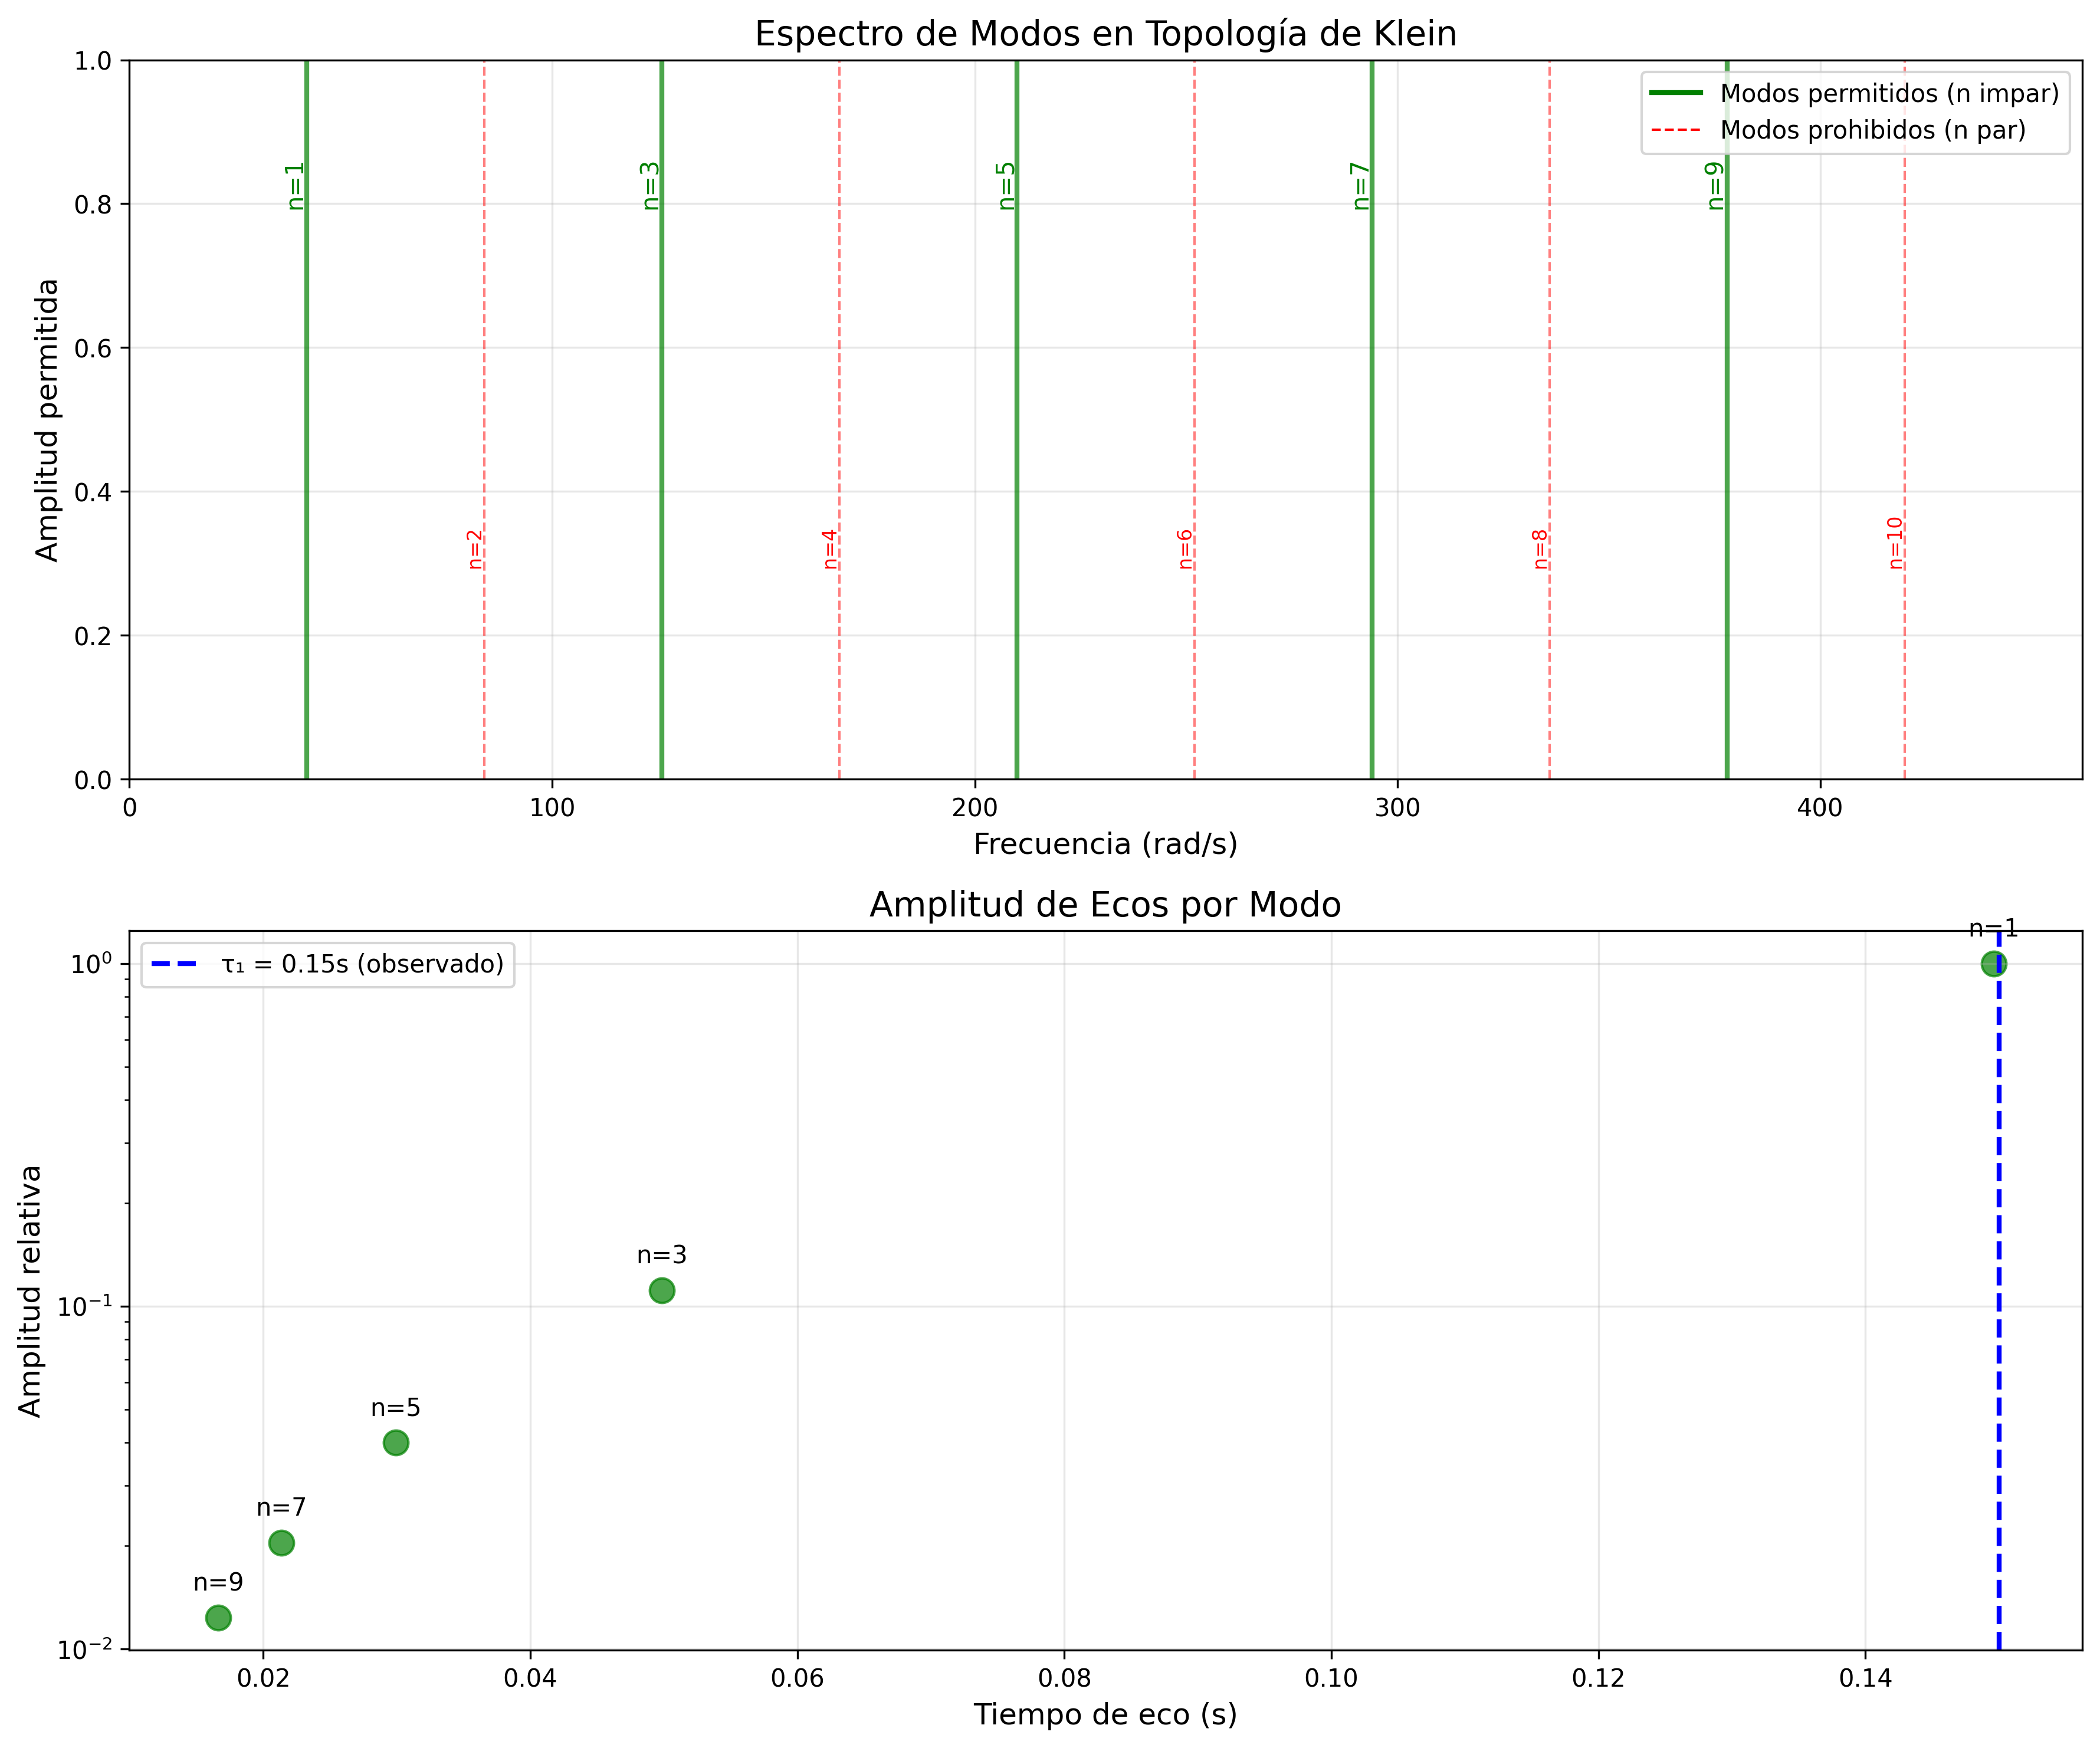 Espectro de Modos en Topología de Klein
Modos permitidos (n impar)
Modos prohibidos (n par)
Amplitud permitida
1.0
0.8
0.6
0.4
0.2
0.0
n=1
n=2
n=3
n=4
n=5
n=6
n=7
n=8
n=9
n=10
0 100 200 300 400
Frecuencia (rad/s)
Amplitud de Ecos por Modo
τ₁ = 0.15s (observado)
Amplitud relativa
10⁰
10⁻¹
10⁻²
n=1
n=3
n=5
n=7
n=9
0.02 0.04 0.06 0.08 0.10 0.12 0.14
Tiempo de eco (s)